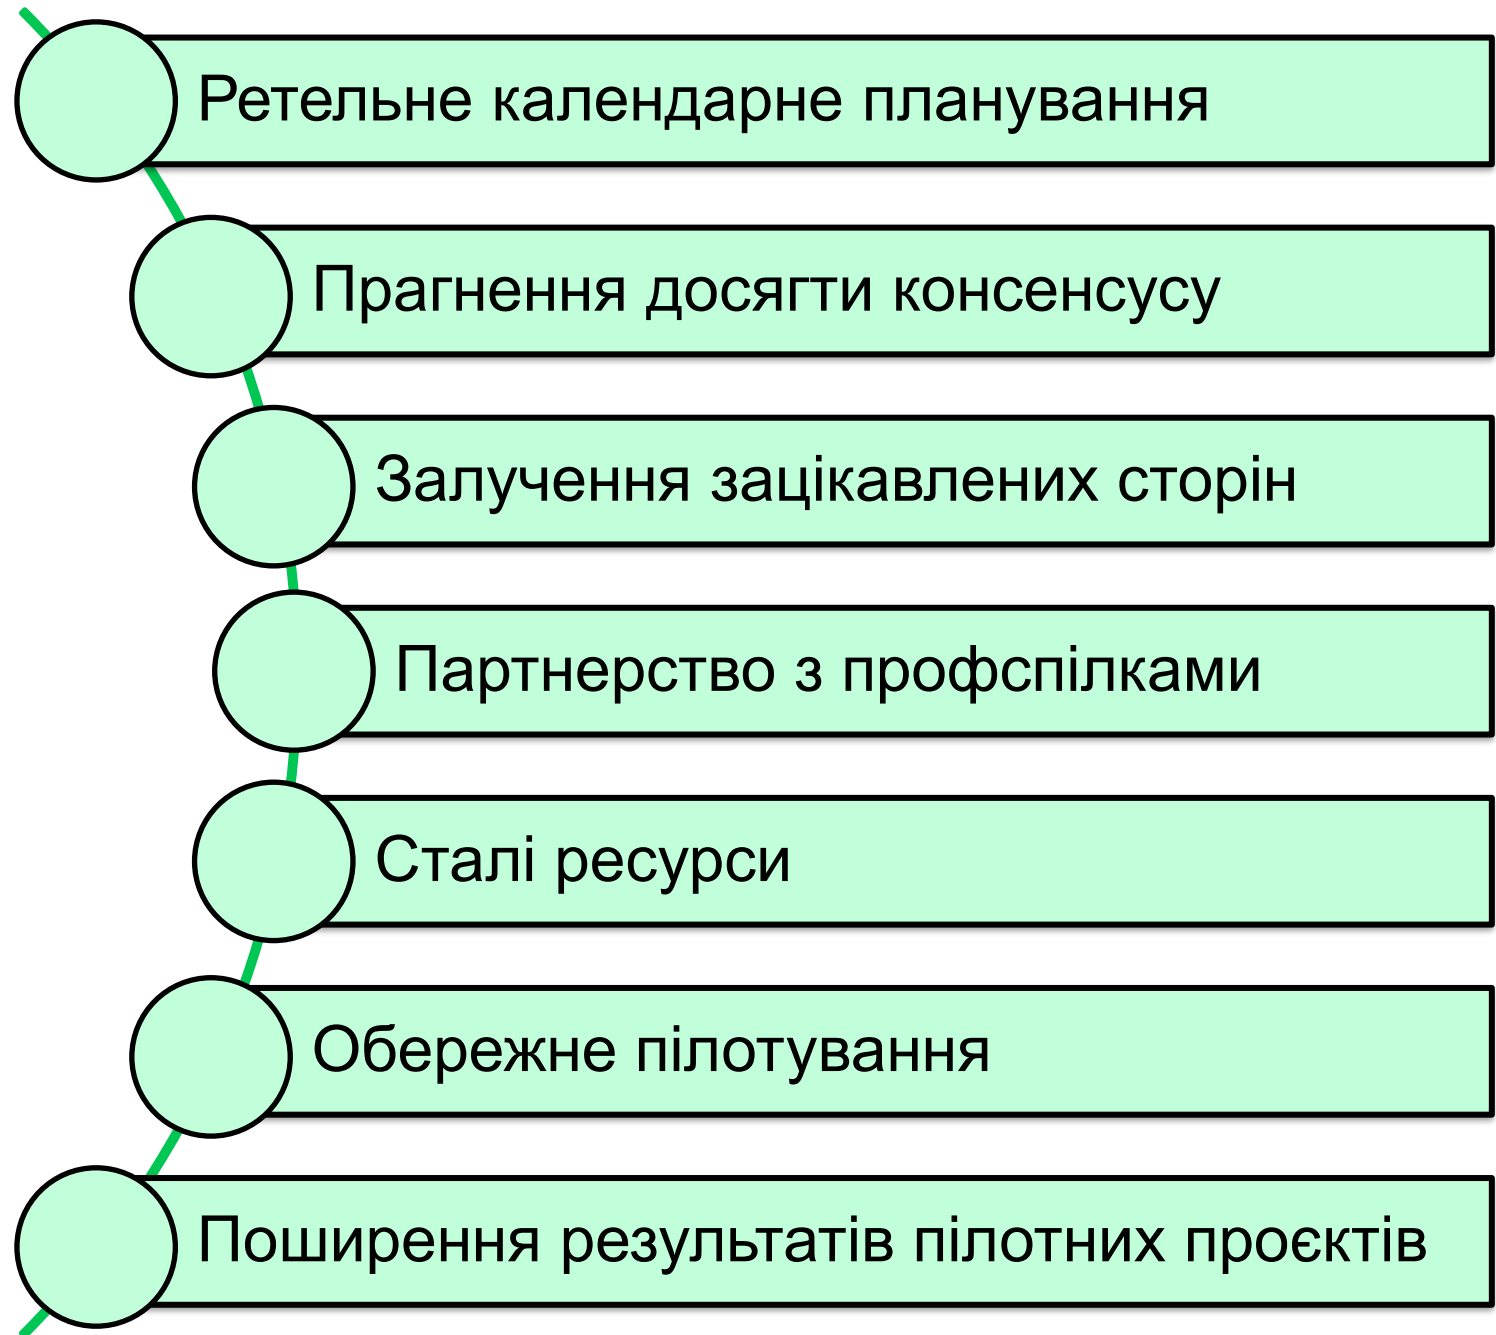 Ретельне календарне планування
Прагнення досягти консенсусу
Залучення зацікавлених сторін
Партнерство з профспілками
Сталі ресурси
Обережне пілотування
Поширення результатів пілотних проєктів